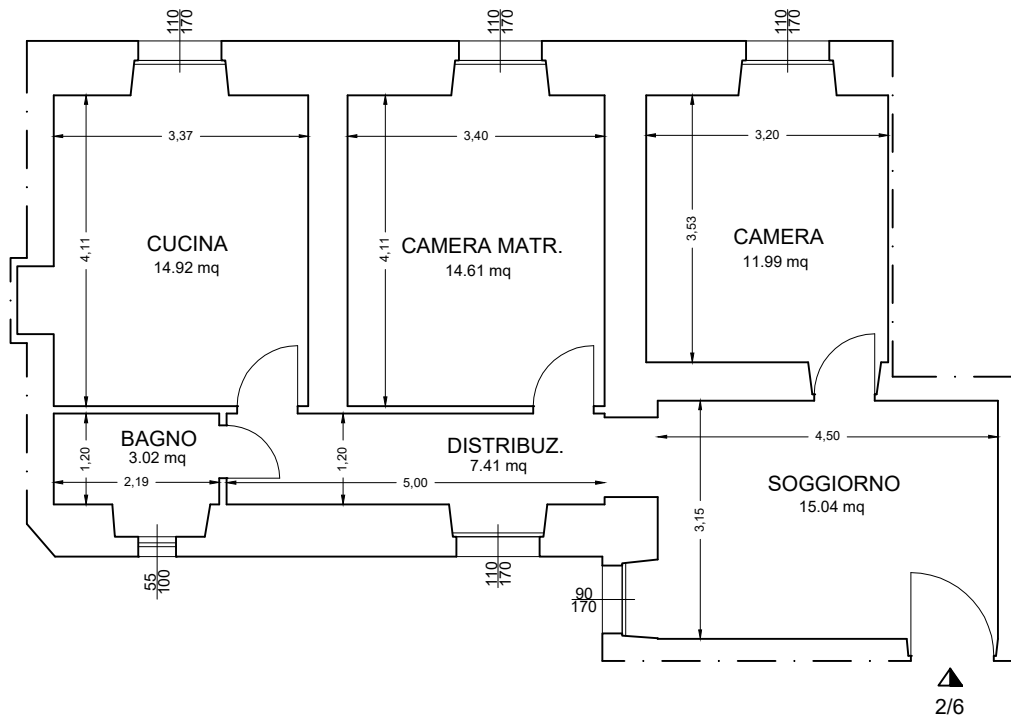 110
170
110
170
110
170
3,37
3,40
3,20
4,11
CUCINA
14.92 mq
4,11
CAMERA MATR.
14.61 mq
3,53
CAMERA
11.99 mq
BAGNO
3.02 mq
1,20
2,19
1,20
DISTRIBUZ.
7.41 mq
5,00
4,50
SOGGIORNO
15.04 mq
3,15
55
100
110
170
90
170
2/6